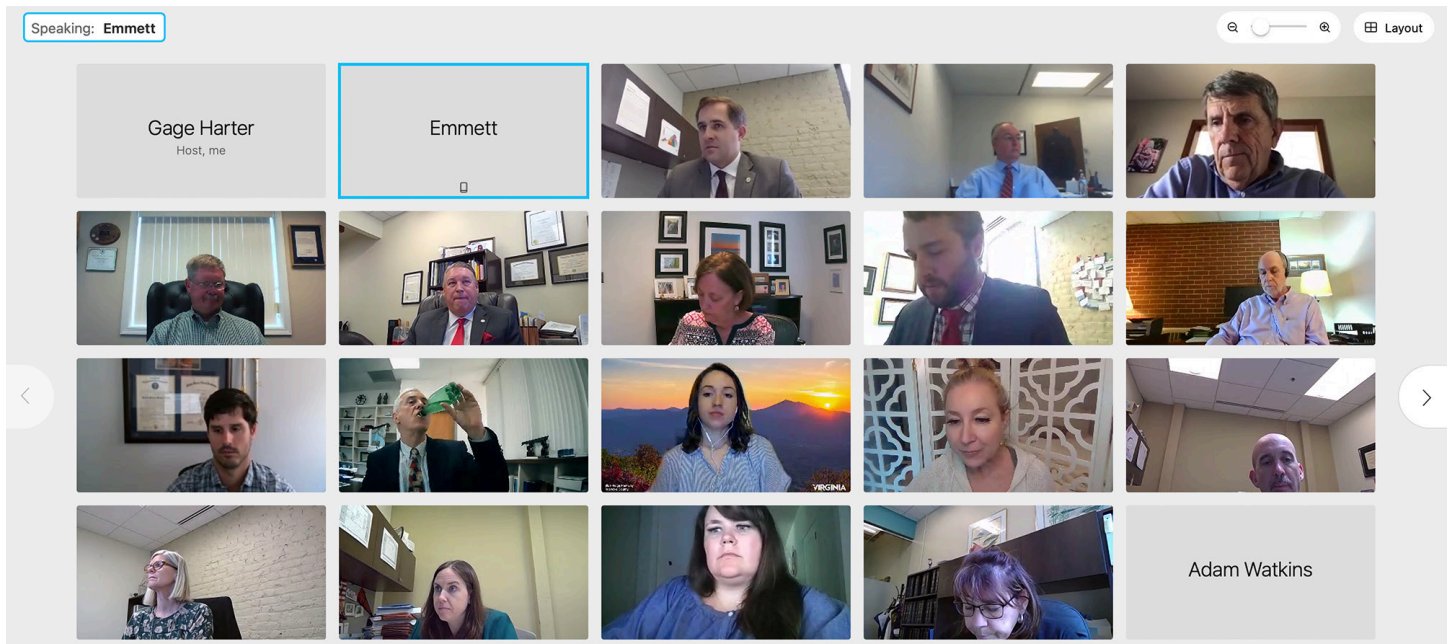 Speaking: Emmett
Layout
Gage Harter
Host, me
Emmett
VIRGINIA
Adam Watkins